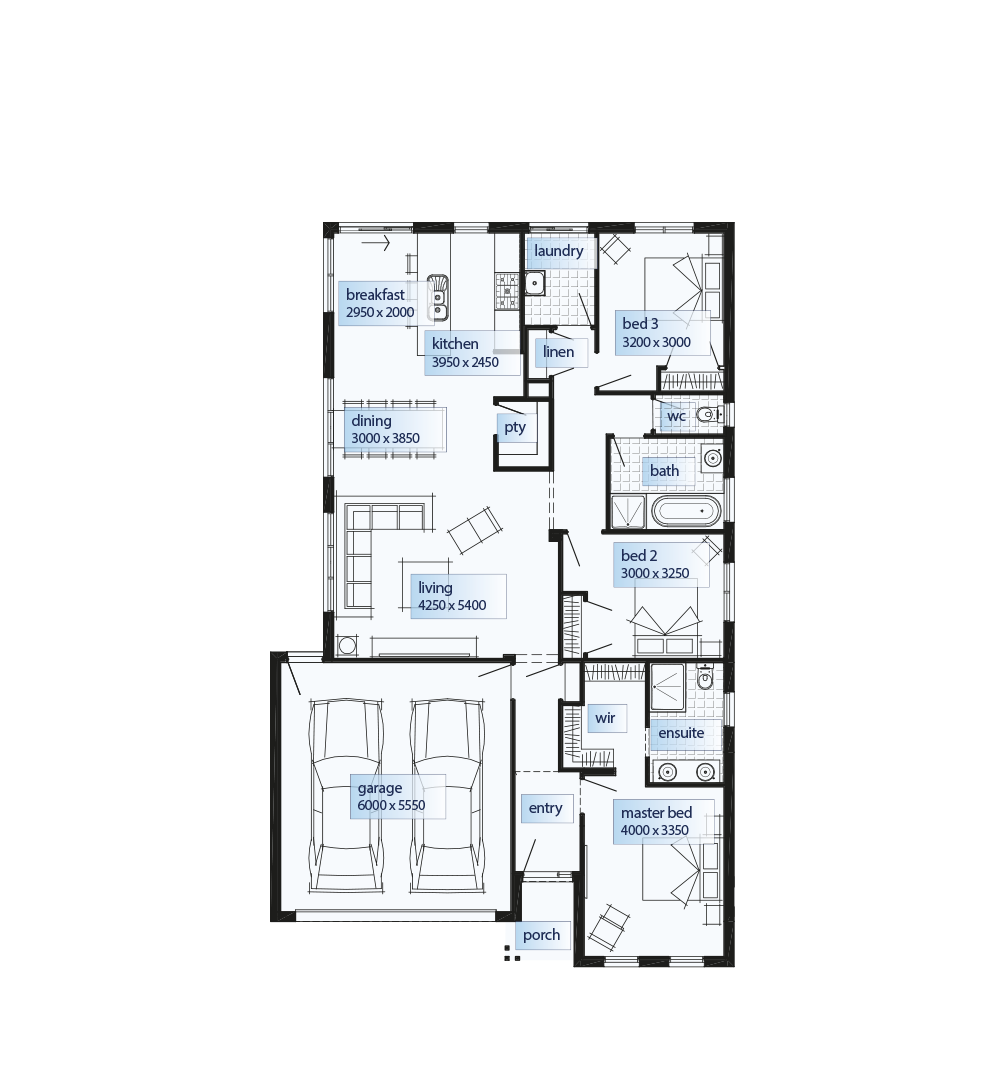 laundry
breakfast
2950 x 2000
bed 3
3200 x 3000
kitchen
3950 x 2450
linen
dining
3000 x 3850
pty
wc
bath
bed 2
3000 x 3250
living
4250 x 5400
wir
ensuite
garage
6000 x 5550
entry
master bed
4000 x 3350
porch